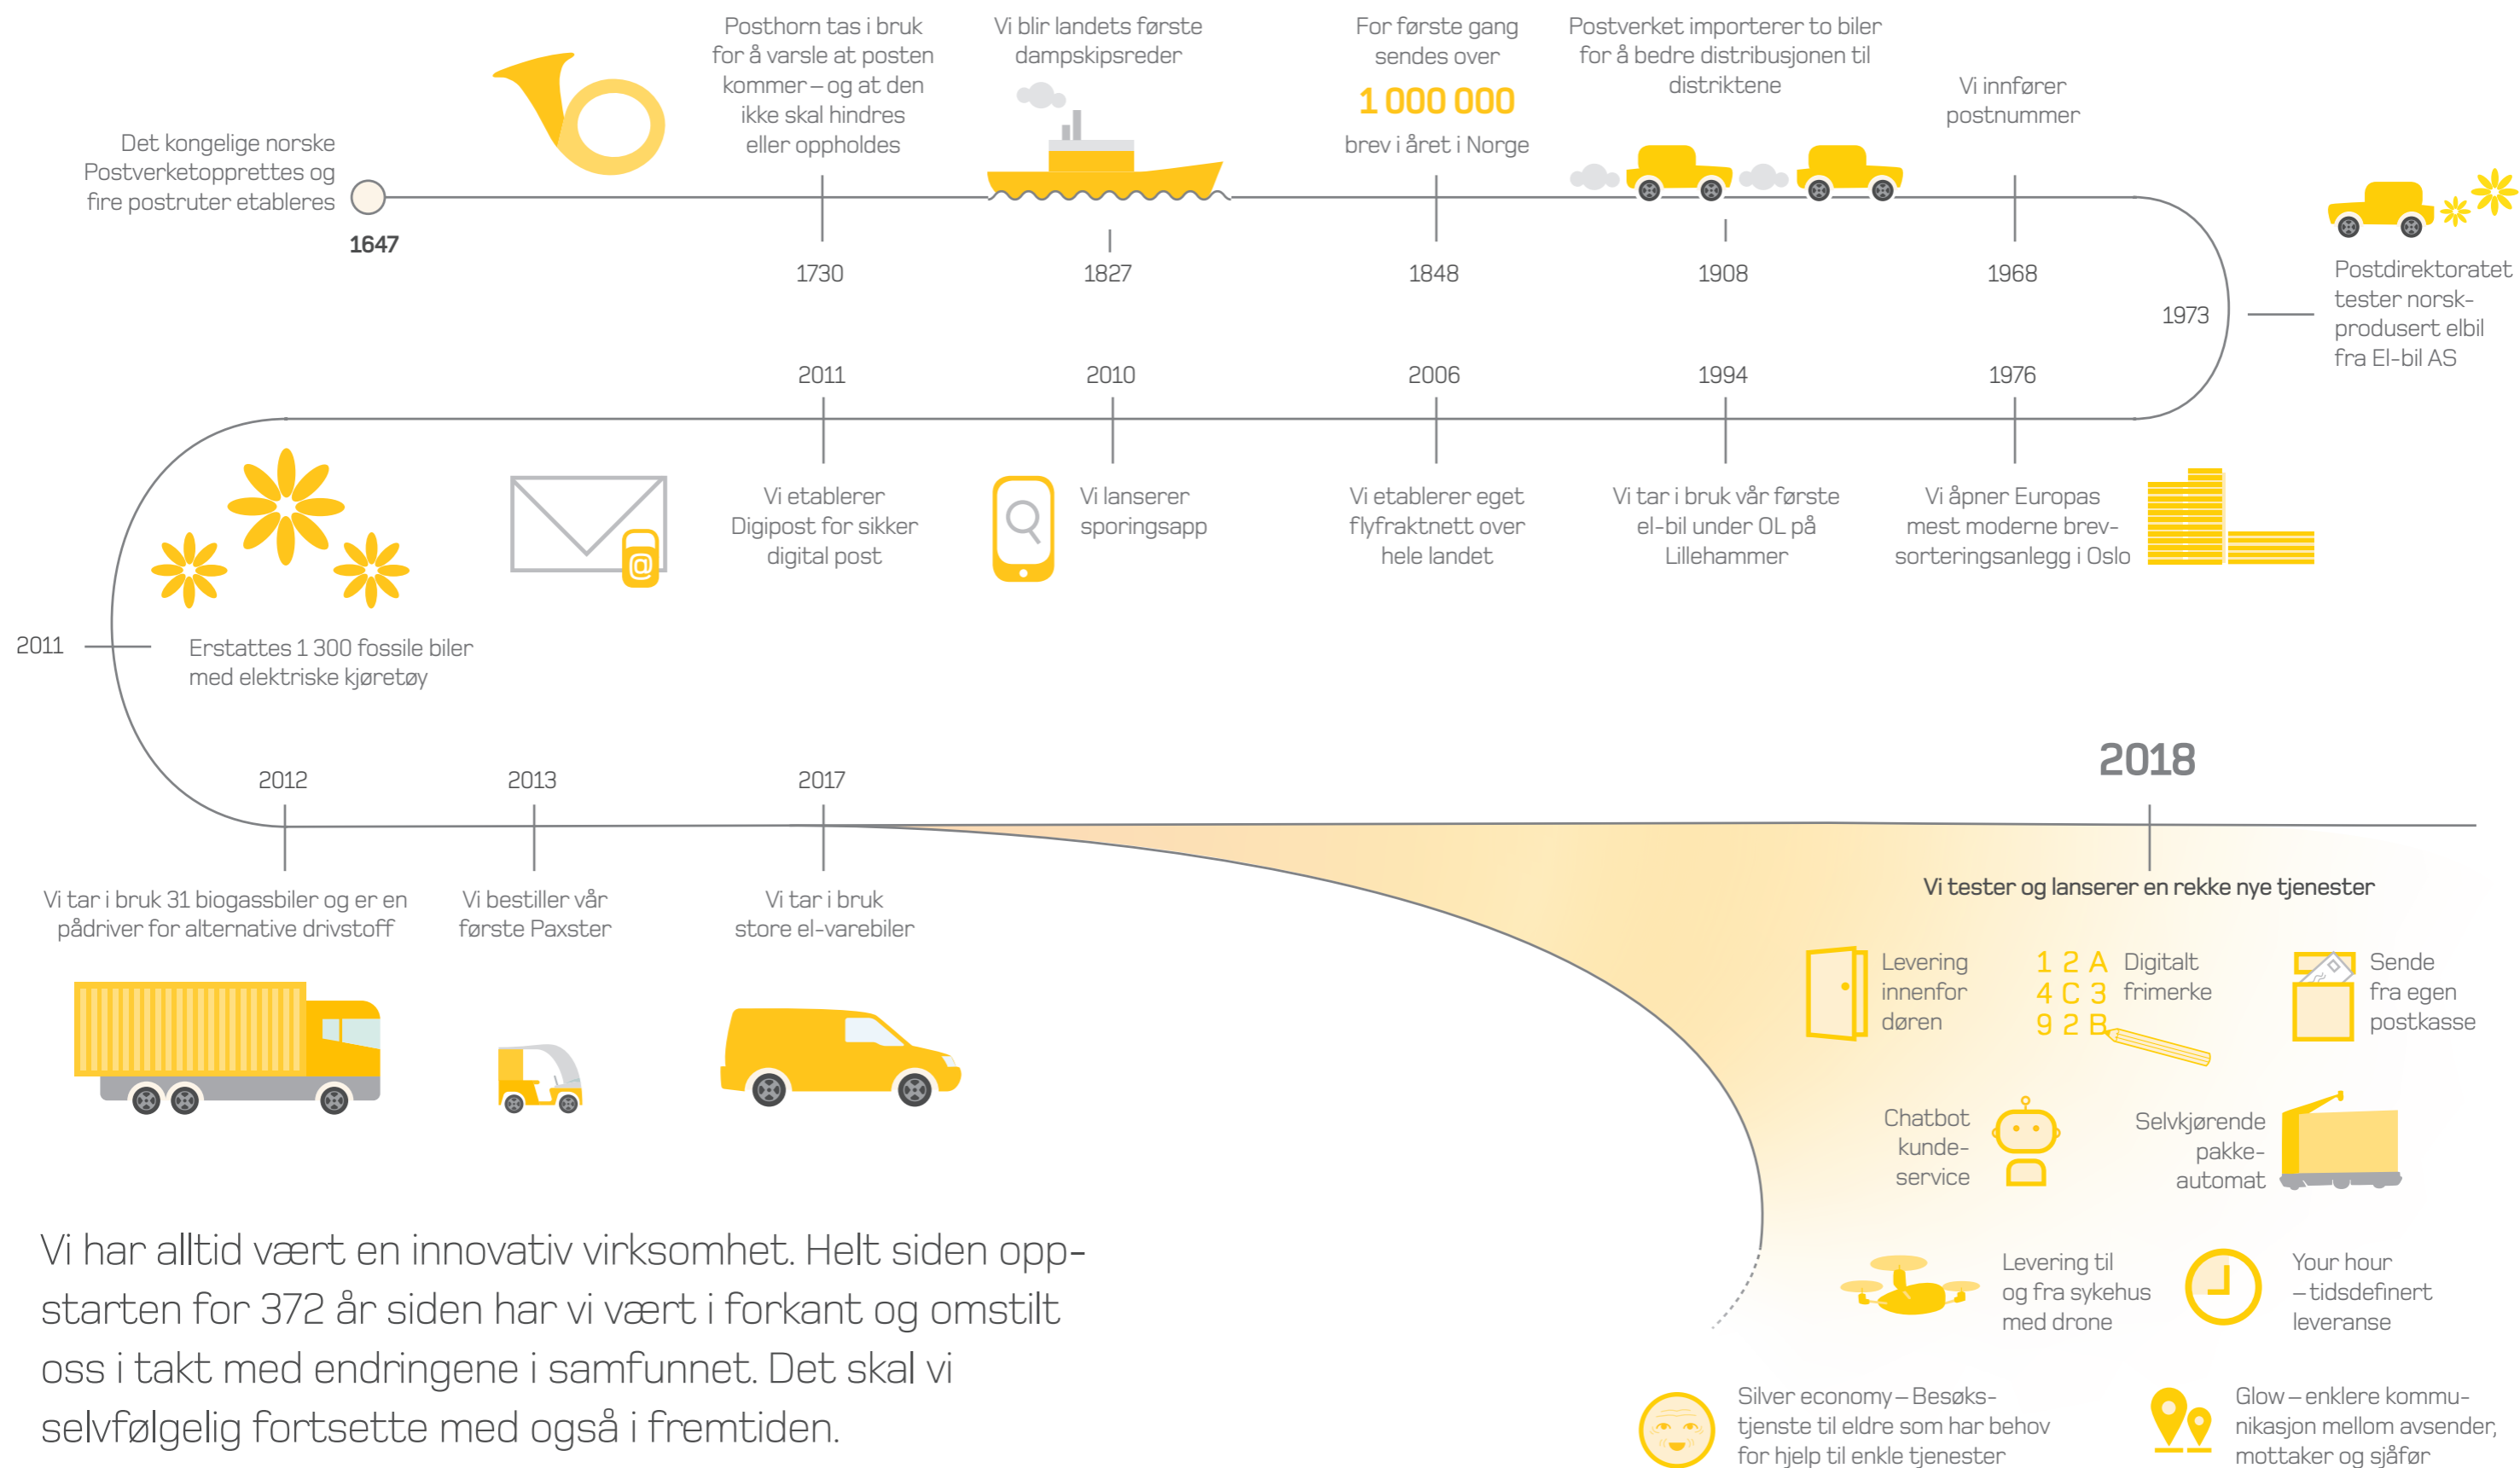 Det kongelige norske
Postverketopprettes og
fire postruter etableres
1647
Posthorn tas i bruk
for å varsle at posten
kommer – og at den
ikke skal hindres
eller oppholdes
1730
Vi blir landets første
dampskipsreder
1827
For første gang
sendes over
1 000 000
brev i året i Norge
1848
Postverket importerer to biler
for å bedre distribusjonen til
distriktene
1908
Vi innfører
postnummer
1968
1973
Postdirektoratet
tester norsk-
produsert elbil
fra El-bil AS
1976
Vi åpner Europas
mest moderne brev-
sorteringsanlegg i Oslo
1994
Vi tar i bruk vår første
el-bil under OL på
Lillehammer
2006
Vi etablerer eget
flyfraktnett over
hele landet
2010
Vi lanserer
sporingsapp
2011
Vi etablerer
Digipost for sikker
digital post
@
2011
Erstattes 1 300 fossile biler
med elektriske kjøretøy
2012
Vi tar i bruk 31 biogassbiler og er en
pådriver for alternative drivstoff
2013
Vi bestiller vår
første Paxster
2017
Vi tar i bruk
store el-varebiler
2018
Vi tester og lanserer en rekke nye tjenester
Levering
innenfor
døren
1 2 A
4 C 3
9 2 B
Digitalt
frimerke
Sende
fra egen
postkasse
Chatbot
kunde-
service
Selvkjørende
pakke-
automat
Levering til
og fra sykehus
med drone
Your hour
– tidsdefinert
leveranse
Silver economy – Besøks-
tjenste til eldre som har behov
for hjelp til enkle tjenester
Glow – enklere kommu-
nikasjon mellom avsender,
mottaker og sjåfør
Vi har alltid vært en innovativ virksomhet. Helt siden opp-
starten for 372 år siden har vi vært i forkant og omstilt
oss i takt med endringene i samfunnet. Det skal vi
selvfølgelig fortsette med også i fremtiden.